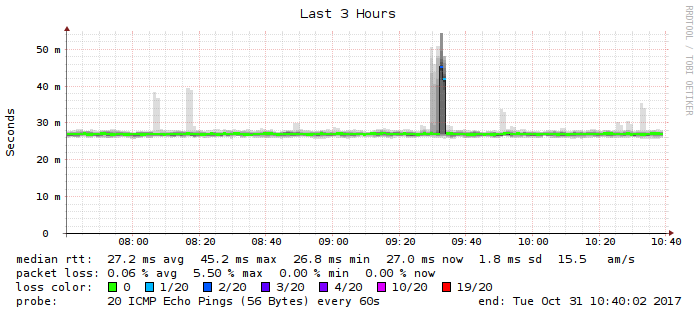 Last 3 Hours
RRDTOOL / TOBI OETIKER
Seconds
50 m
40 m
30 m
20 m
10 m
0
08:00 08:20 08:40 09:00 09:20 09:40 10:00 10:20 10:40
median rtt: 27.2 ms avg 45.2 ms max 26.8 ms min 27.0 ms now 1.8 ms sd 15.5 am/s
packet loss: 0.06 % avg 5.50 % max 0.00 % min 0.00 % now
loss color: 0 1/20 2/20 3/20 4/20 10/20 19/20
probe: 20 ICMP Echo Pings (56 Bytes) every 60s end: Tue Oct 31 10:40:02 2017